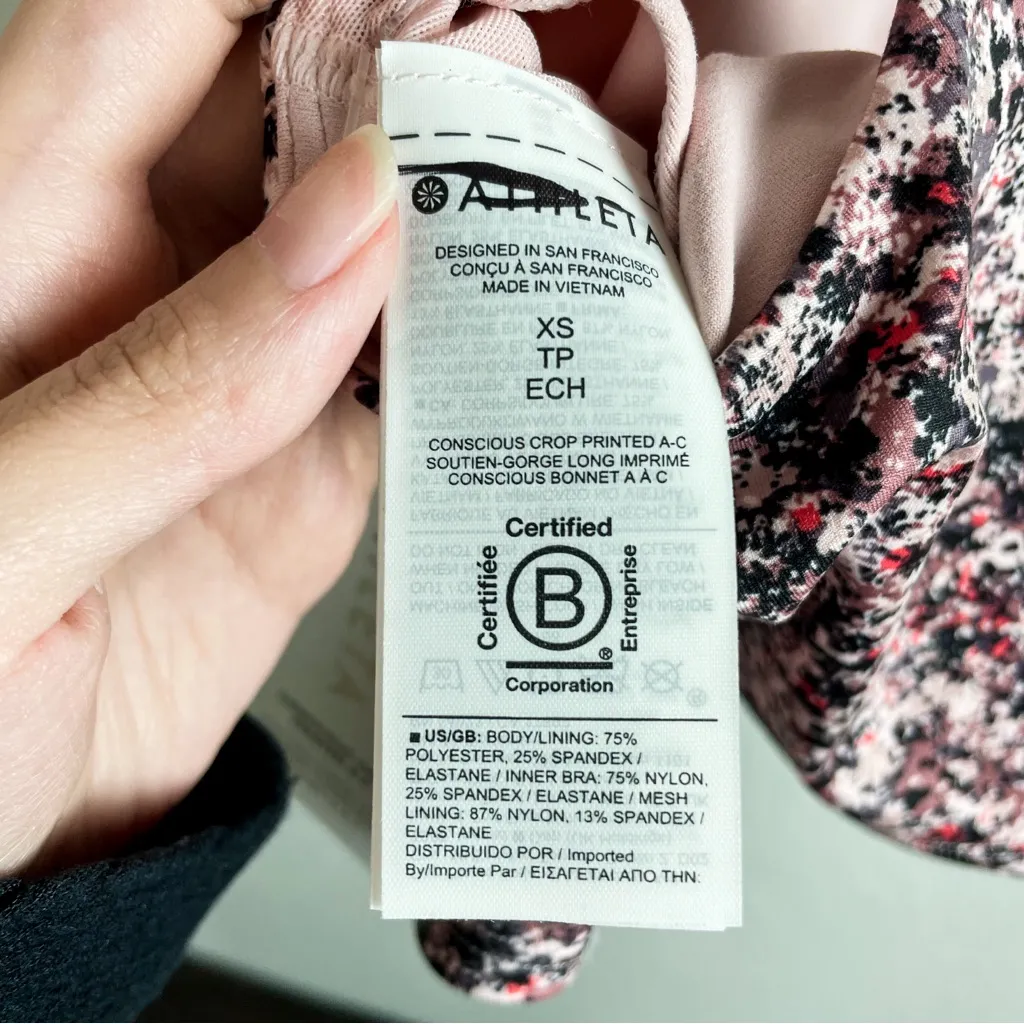 ATHLETA
DESIGNED IN SAN FRANCISCO
CONÇU À SAN FRANCISCO
MADE IN VIETNAM
XS
TP
ECH
CONSCIOUS CROP PRINTED A-C
SOUTIEN-GORGE LONG IMPRIMÉ
CONSCIOUS BONNET A À C
Certified
Certifiée
B
Entreprise
®
Corporation
■ US/GB: BODY/LINING: 75%
POLYESTER, 25% SPANDEX /
ELASTANE / INNER BRA: 75% NYLON,
25% SPANDEX / ELASTANE / MESH
LINING: 87% NYLON, 13% SPANDEX /
ELASTANE
DISTRIBUIDO POR / Imported
By/Importe Par / ΕΙΣΑΓΕΤΑΙ ΑΠΟ ΤΗΝ: